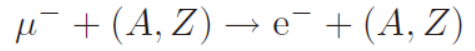 μ⁻ + (A, Z) → e⁻ + (A, Z)